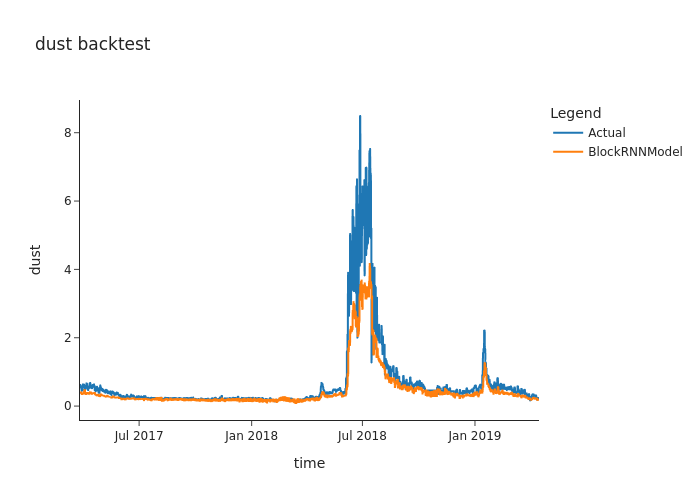 dust backtest
Legend
Actual
BlockRNNModel
8
6
4
2
0
dust
Jul 2017
Jan 2018
Jul 2018
Jan 2019
time